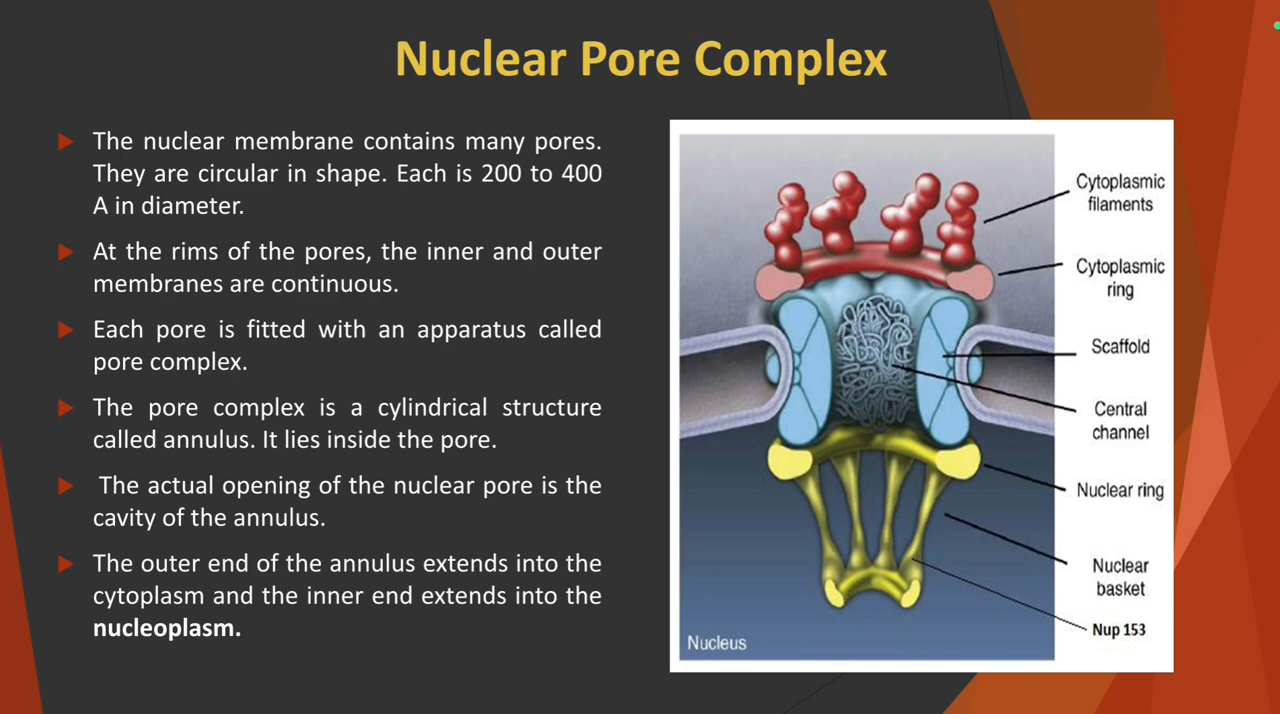 Nuclear Pore Complex
The nuclear membrane contains many pores.
They are circular in shape. Each is 200 to 400
A in diameter.
At the rims of the pores, the inner and outer
membranes are continuous.
Each pore is fitted with an apparatus called
pore complex.
The pore complex is a cylindrical structure
called annulus. It lies inside the pore.
The actual opening of the nuclear pore is the
cavity of the annulus.
The outer end of the annulus extends into the
cytoplasm and the inner end extends into the
nucleoplasm.
Cytoplasmic
filaments
Cytoplasmic
ring
Scaffold
Central
channel
Nuclear ring
Nuclear
basket
Nup 153
Nucleus